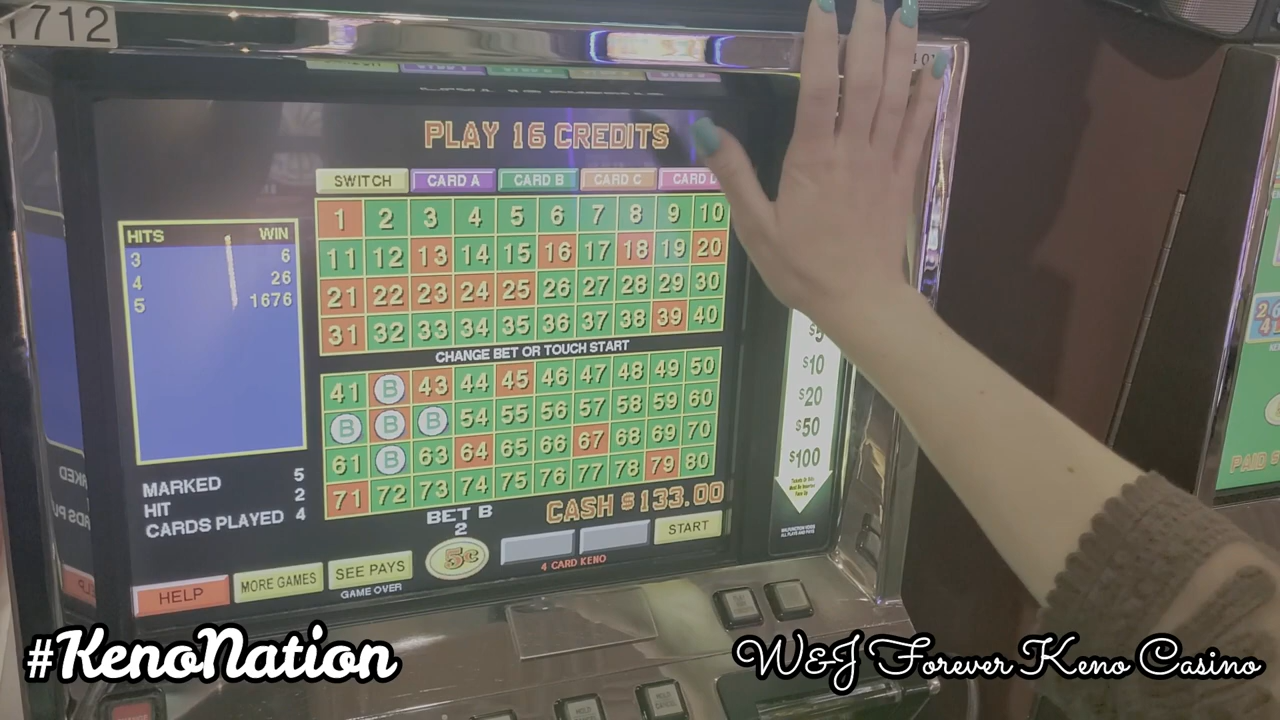 1712
PLAY 16 CREDITS
SWITCH CARD A CARD B CARD C CARD D
HITS WIN
3 6
4 26
5 1676
1 2 3 4 5 6 7 8 9 10
11 12 13 14 15 16 17 18 19 20
21 22 23 24 25 26 27 28 29 30
31 32 33 34 35 36 37 38 39 40
CHANGE BET OR TOUCH START
41 B 43 44 45 46 47 48 49 50
B B B 54 55 56 57 58 59 60
61 B 63 64 65 66 67 68 69 70
71 72 73 74 75 76 77 78 79 80
MARKED 5
HIT 2
CARDS PLAYED 4
BET B
2
5¢
CASH $133.00
HELP
MORE GAMES
SEE PAYS
GAME OVER
4 CARD KENO
START
$5
$10
$20
$50
$100
PAID
#KenoNation
W&J Forever Keno Casino